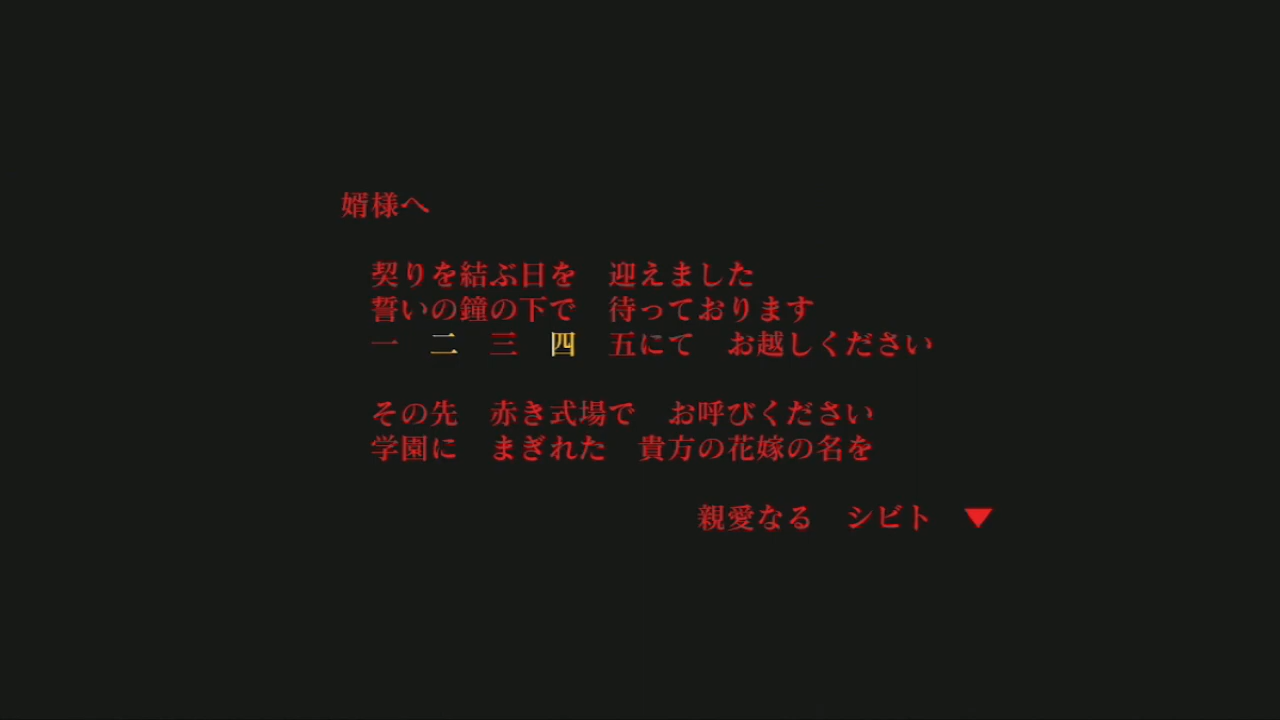 婿様へ
契りを結ぶ日を　迎えました
誓いの鐘の下で　待っております
一　二　三　四　五にて　お越しください
その先　赤き式場で　お呼びください
学園に　まぎれた　貴方の花嫁の名を
親愛なる　シビト　▼